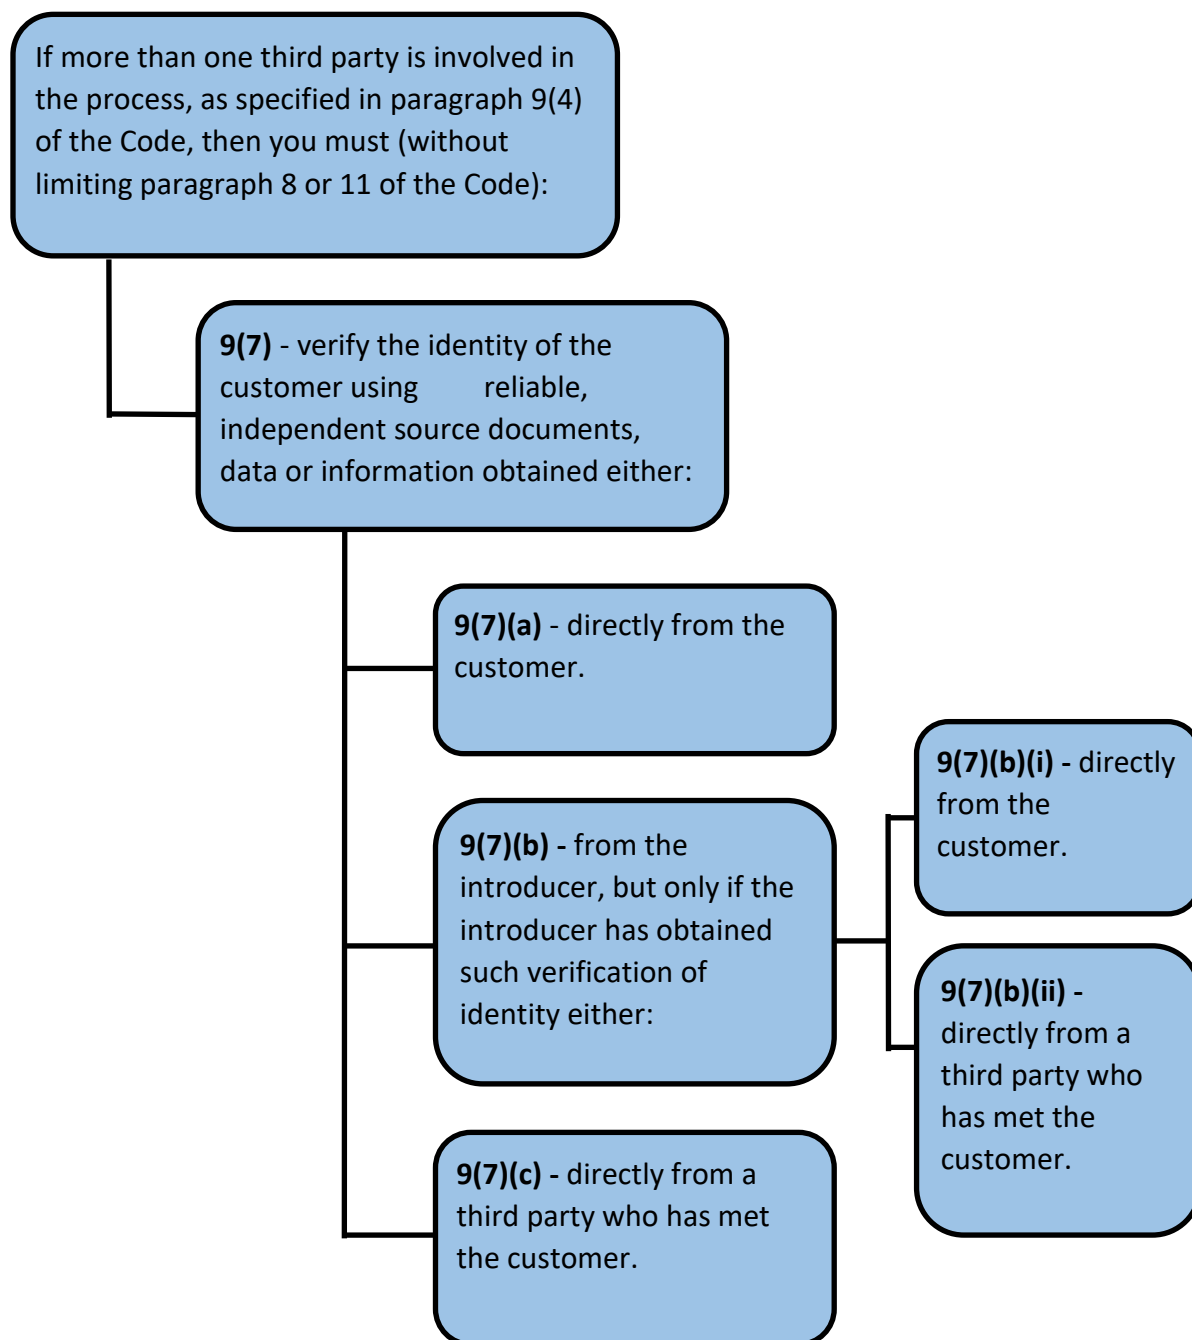 If more than one third party is involved in
the process, as specified in paragraph 9(4)
of the Code, then you must (without
limiting paragraph 8 or 11 of the Code):
9(7) - verify the identity of the
customer using reliable,
independent source documents,
data or information obtained either:
9(7)(a) - directly from the
customer.
9(7)(b) - from the
introducer, but only if the
introducer has obtained
such verification of
identity either:
9(7)(b)(i) - directly
from the
customer.
9(7)(b)(ii) -
directly from a
third party who
has met the
customer.
9(7)(c) - directly from a
third party who has met
the customer.